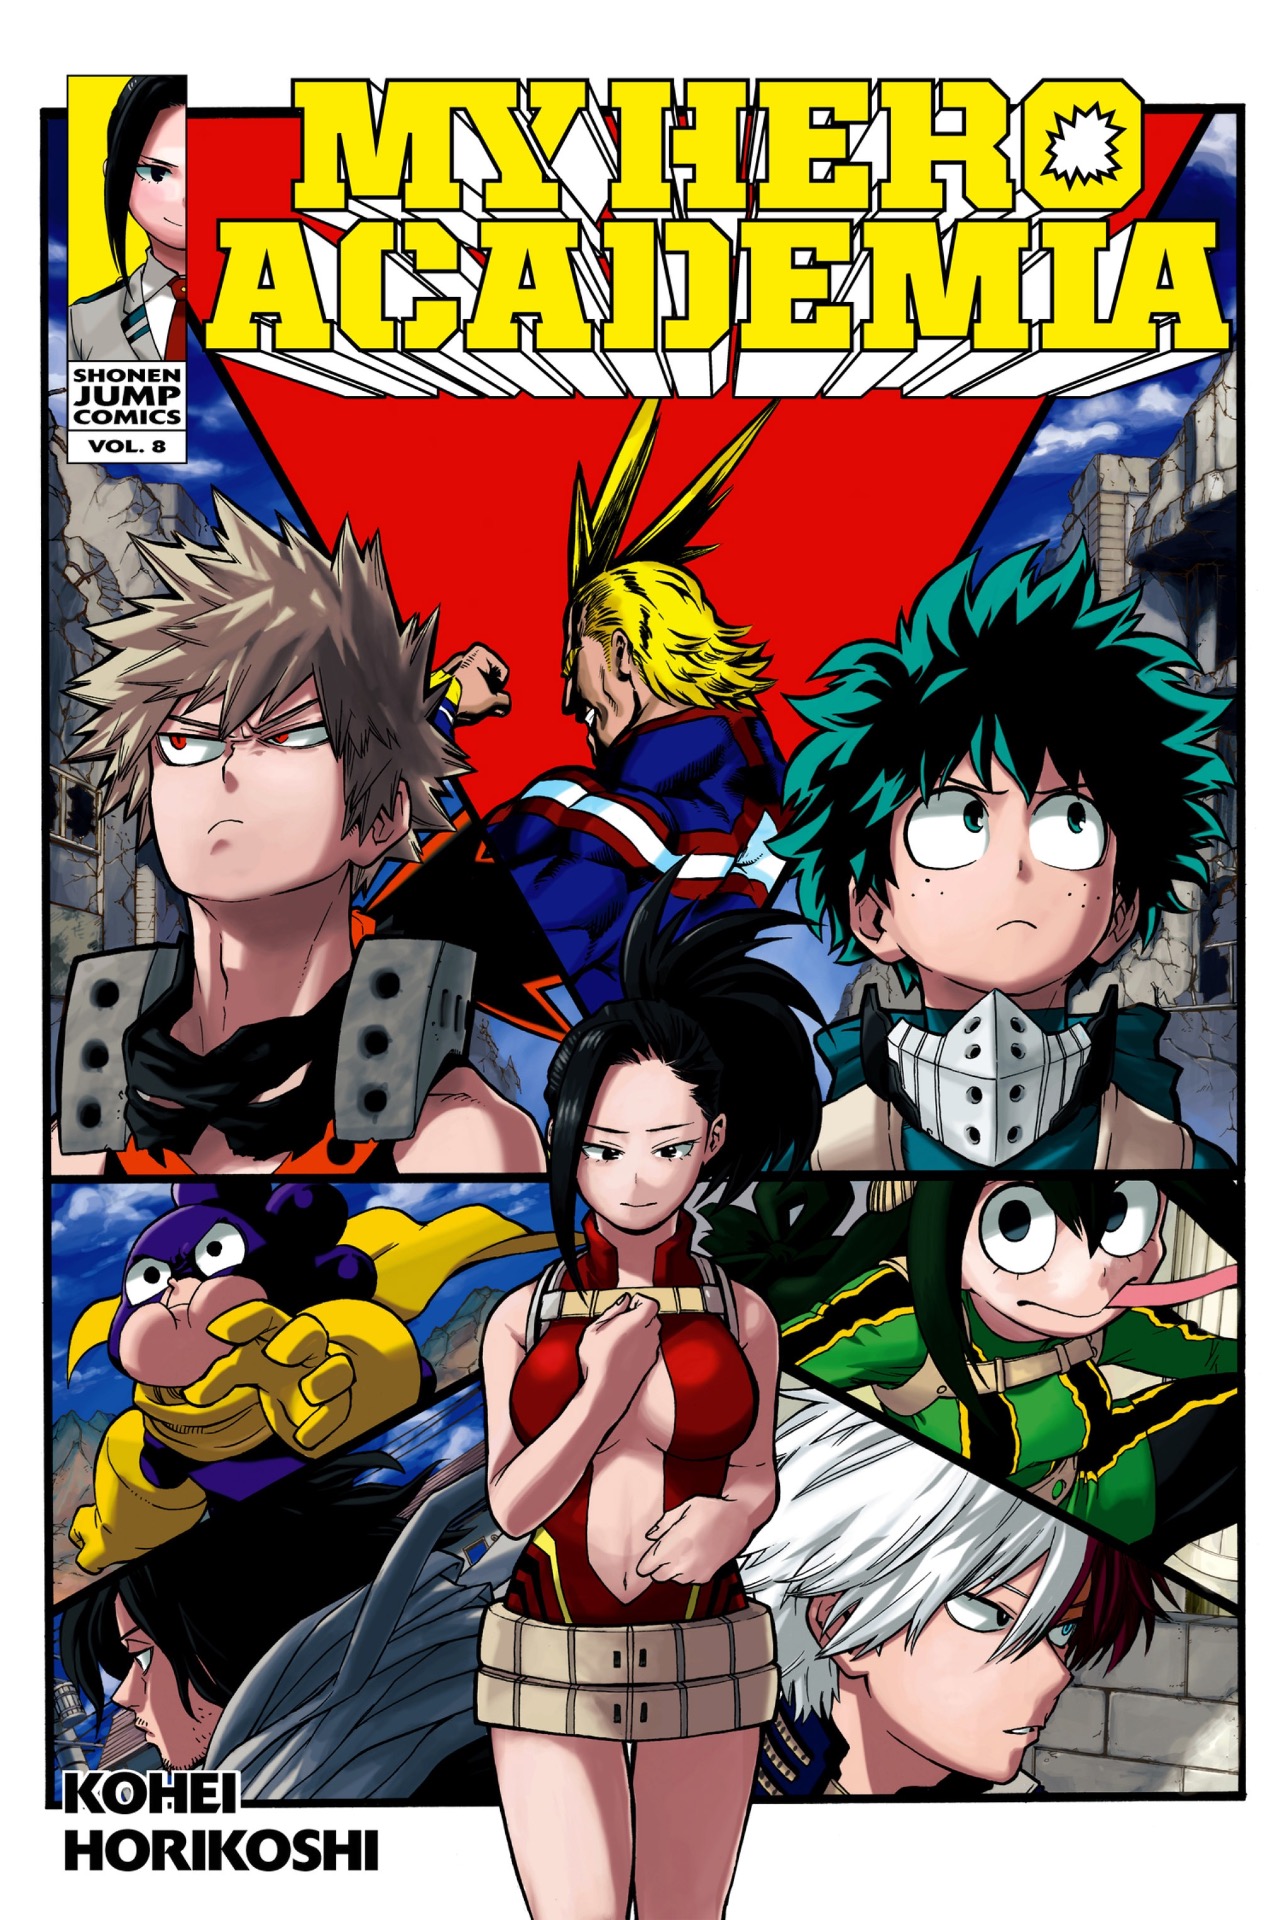 MY HERO
ACADEMIA
SHONEN
JUMP
COMICS
VOL. 8
KOHEI
HORIKOSHI